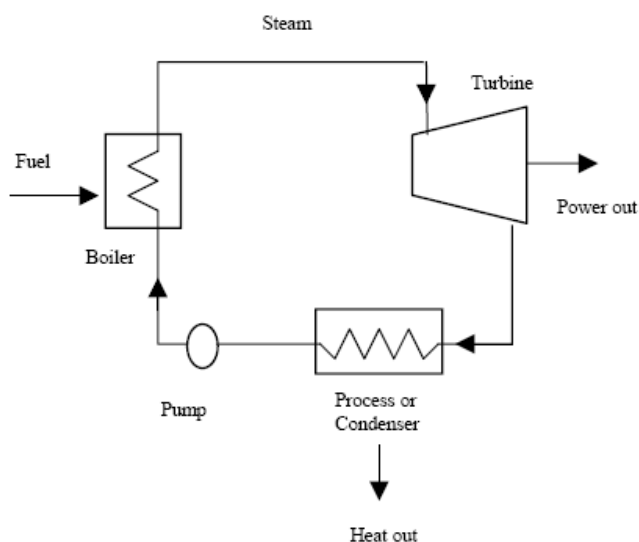 Steam
Turbine
Fuel
Power out
Boiler
Pump
Process or
Condenser
Heat out